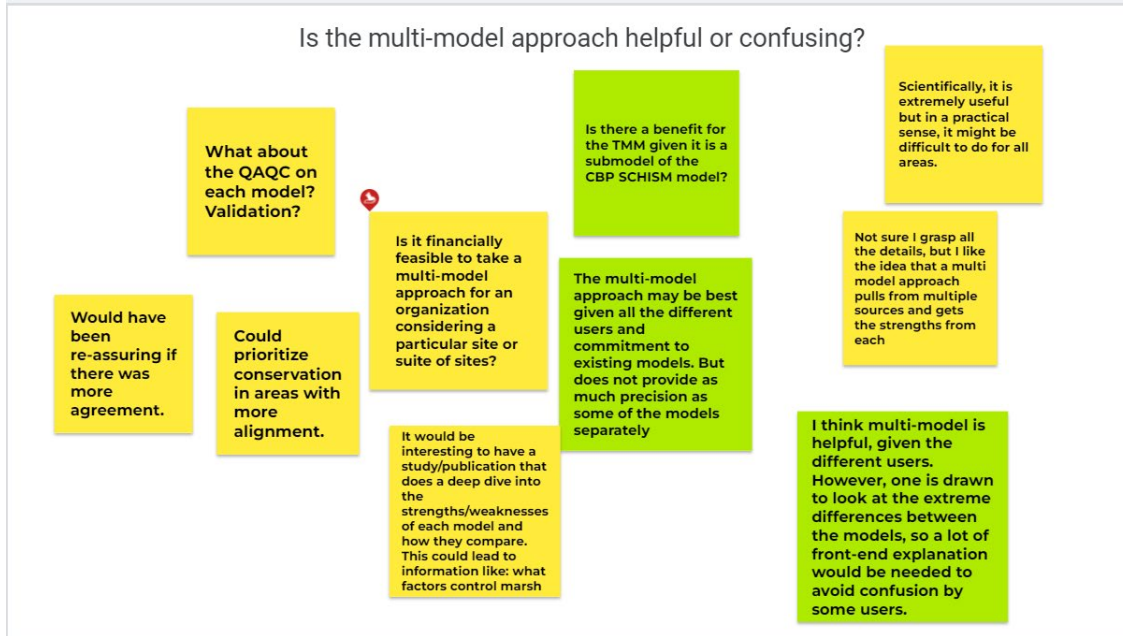 Is the multi-model approach helpful or confusing?
What about
the QAQC on
each model?
Validation?
Is there a benefit for
the TMM given it is a
submodel of the
CBP SCHISM model?
Scientifically, it is
extremely useful
but in a practical
sense, it might be
difficult to do for all
areas.
Is it financially
feasible to take a
multi-model
approach for an
organization
considering a
particular site or
suite of sites?
Not sure I grasp all
the details, but I like
the idea that a multi
model approach
pulls from multiple
sources and gets
the strengths from
each
Would have
been
re-assuring if
there was
more
agreement.
Could
prioritize
conservation
in areas with
more
alignment.
The multi-model
approach may be best
given all the different
users and
commitment to
existing models. But
does not provide as
much precision as
some of the models
separately
It would be
interesting to have a
study/publication that
does a deep dive into
the
strengths/weaknesses
of each model and
how they compare.
This could lead to
information like: what
factors control marsh
I think multi-model is
helpful, given the
different users.
However, one is drawn
to look at the extreme
differences between
the models, so a lot of
front-end explanation
would be needed to
avoid confusion by
some users.